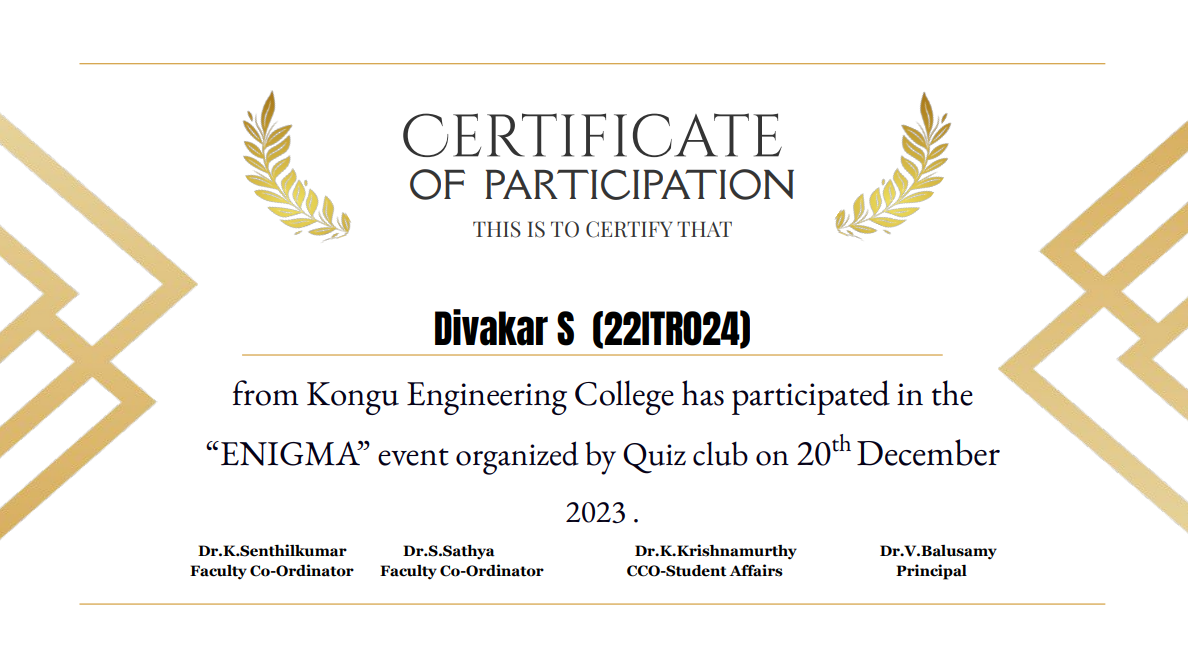 CERTIFICATE
OF PARTICIPATION
THIS IS TO CERTIFY THAT
Divakar S (22ITR024)
from Kongu Engineering College has participated in the
“ENIGMA” event organized by Quiz club on 20th December
2023 .
Dr.K.Senthilkumar Dr.S.Sathya Dr.K.Krishnamurthy Dr.V.Balusamy
Faculty Co-Ordinator Faculty Co-Ordinator CCO-Student Affairs Principal